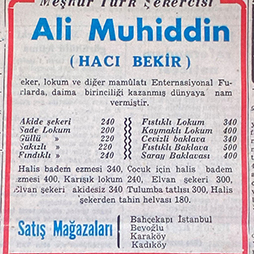 Meşhur Türk Şekercisi
Ali Muhiddin
(HACI BEKİR)
eker, lokum ve diğer mamûlâtı Enternasyonal Fu-
larda, daima birinciliği kazanmış dünyaya nam
vermiştir.
Akide şekeri 240
Sade Lokum 200
Güllü » 220
Sakızlı » 220
Fındıklı » 240
Fıstıklı Lokum 340
Kaymaklı Lokum 400
Cevizli baklava 340
Fıstıklı Baklava 500
Saray Baklavası 400
Halis badem ezmesi 340, Çocuk için halis badem
zmesi 400, Karışık lokum 240, Elvan şekeri 300,
Elvan şekeri akidesiz 340 Tulumba tatlısı 300, Halis
şekerden tahin helvası 180.
Satış Mağazaları
Bahçekapı İstanbul
Beyoğlu
Karaköy
Kadıköy